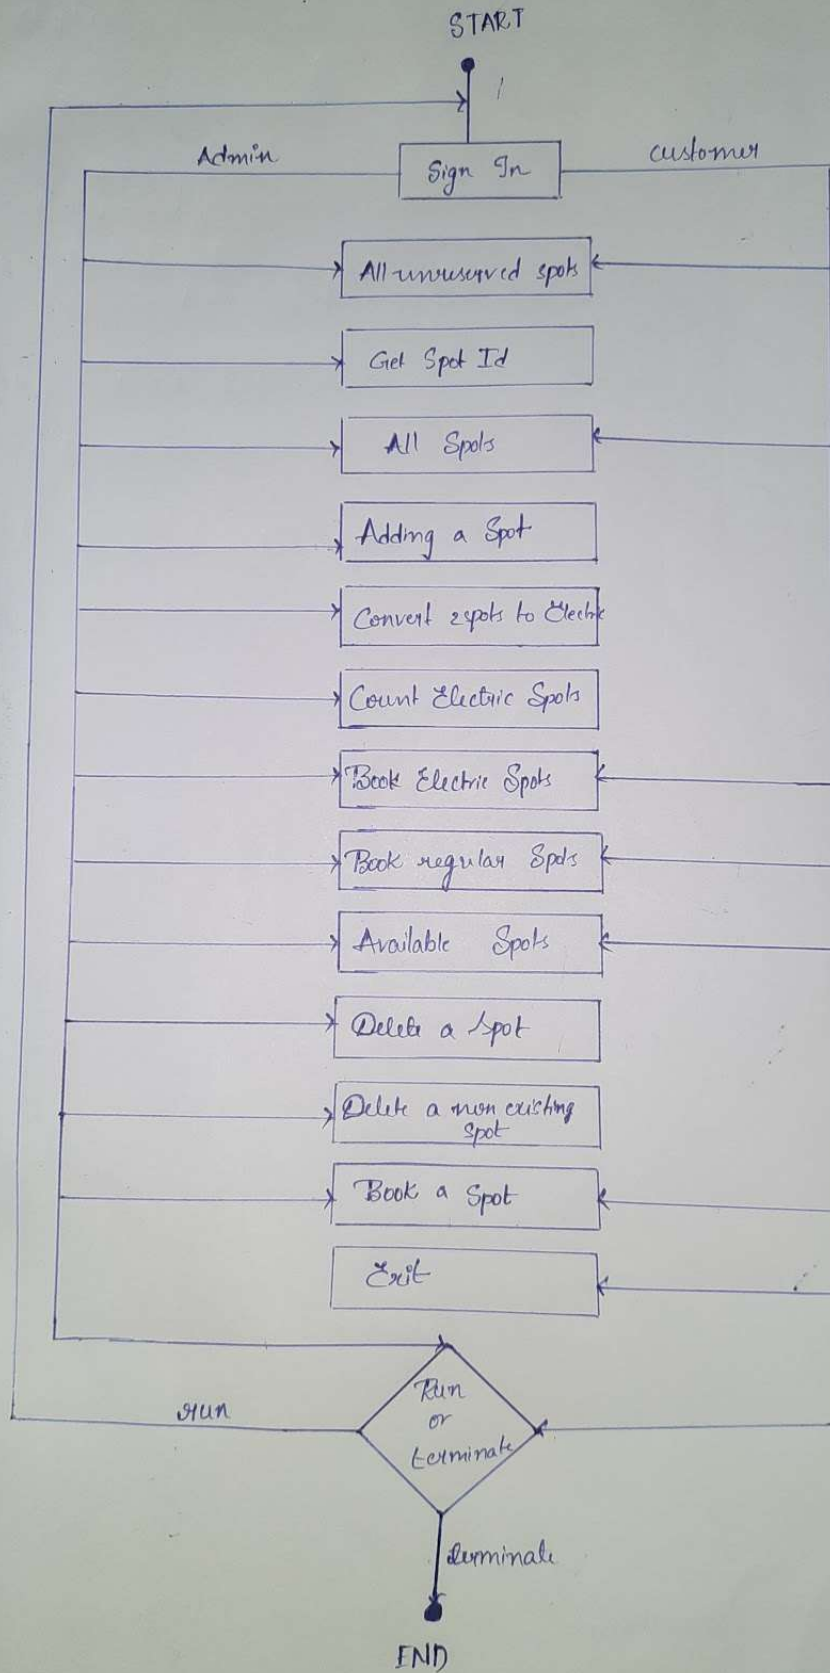 START
Admin
Sign In
customer
All unreserved spots
Get Spot Id
All Spots
Adding a Spot
Convert 2spots to Electric
Count Electric Spots
Book Electric Spots
Book regular Spots
Available Spots
Delete a Spot
Delete a non existing
spot
Book a Spot
Exit
Run
or
terminate
run
terminate
END